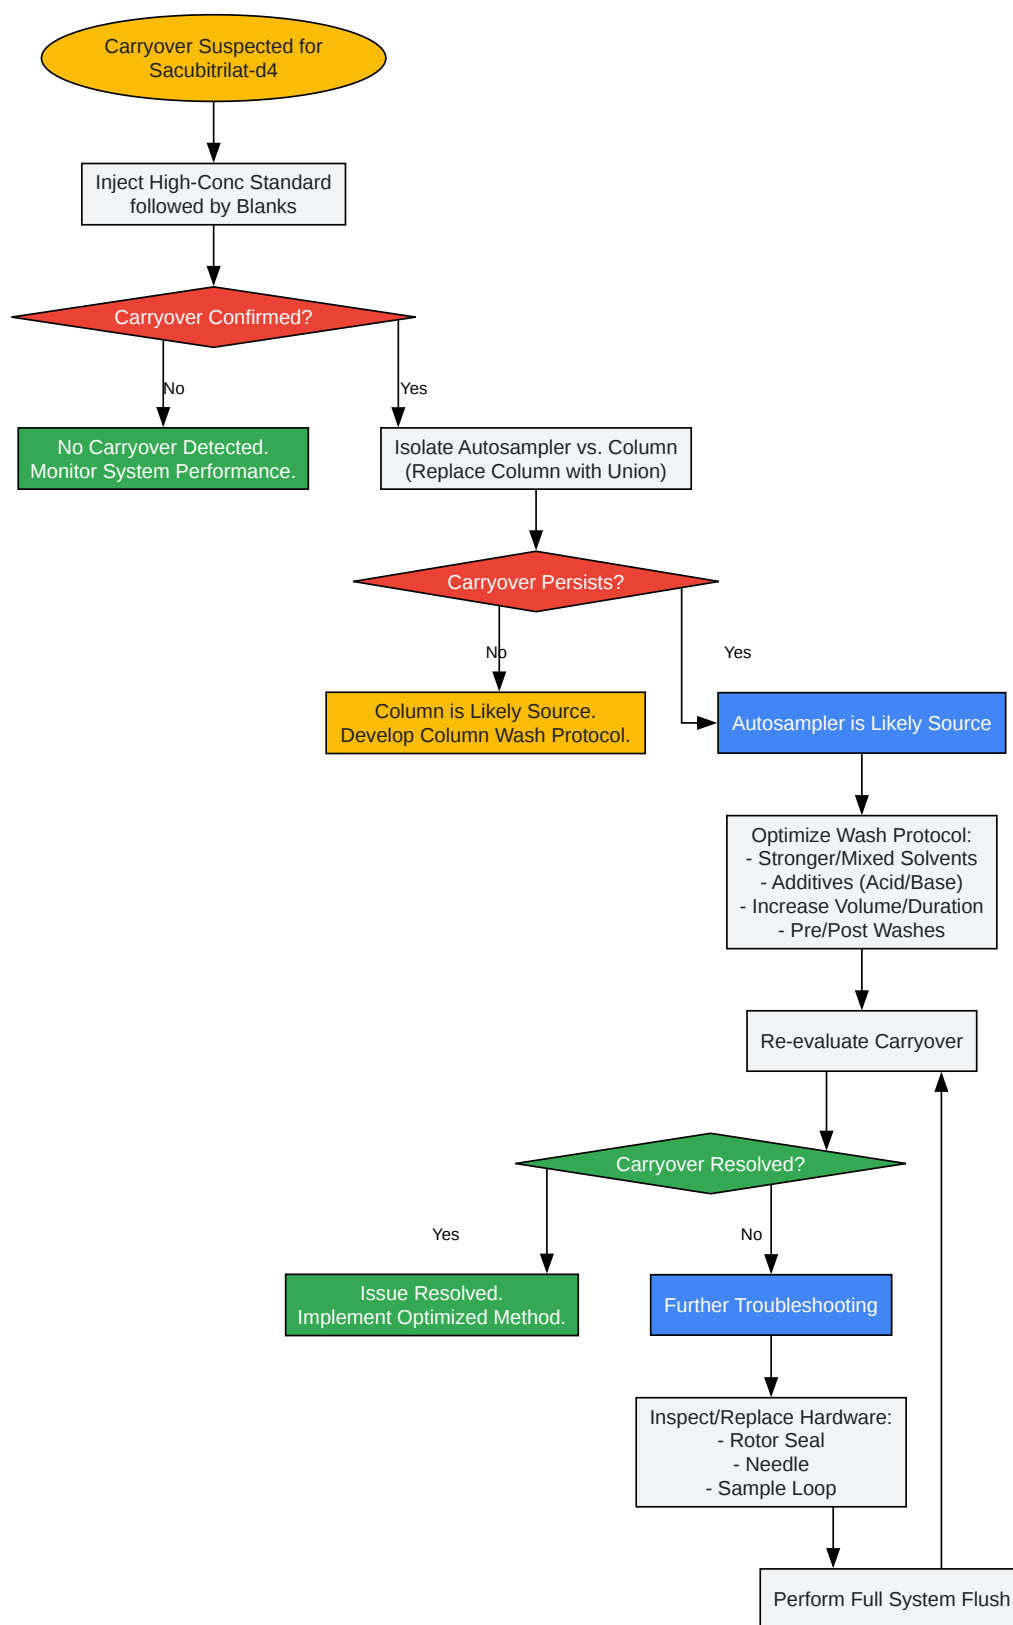 Carryover Suspected for
Sacubitrilat-d4
Inject High-Conc Standard
followed by Blanks
Carryover Confirmed?
No
Yes
No Carryover Detected.
Monitor System Performance.
Isolate Autosampler vs. Column
(Replace Column with Union)
Carryover Persists?
No
Yes
Column is Likely Source.
Develop Column Wash Protocol.
Autosampler is Likely Source
Optimize Wash Protocol:
- Stronger/Mixed Solvents
- Additives (Acid/Base)
- Increase Volume/Duration
- Pre/Post Washes
Re-evaluate Carryover
Carryover Resolved?
Yes
No
Issue Resolved.
Implement Optimized Method.
Further Troubleshooting
Inspect/Replace Hardware:
- Rotor Seal
- Needle
- Sample Loop
Perform Full System Flush